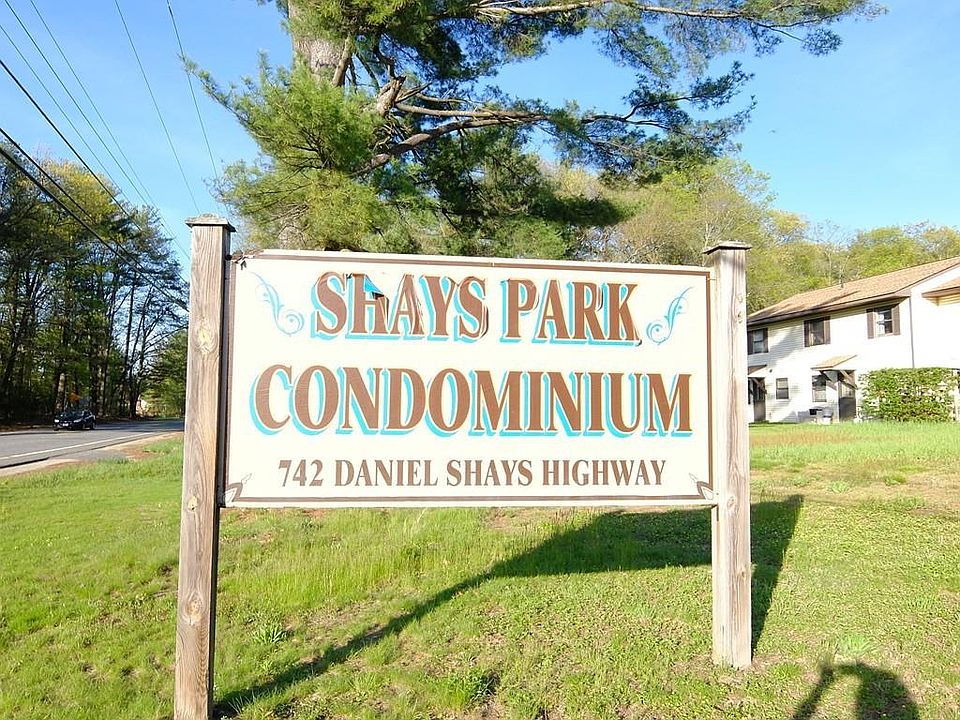 SHAYS PARK
CONDOMINIUM
742 DANIEL SHAYS HIGHWAY